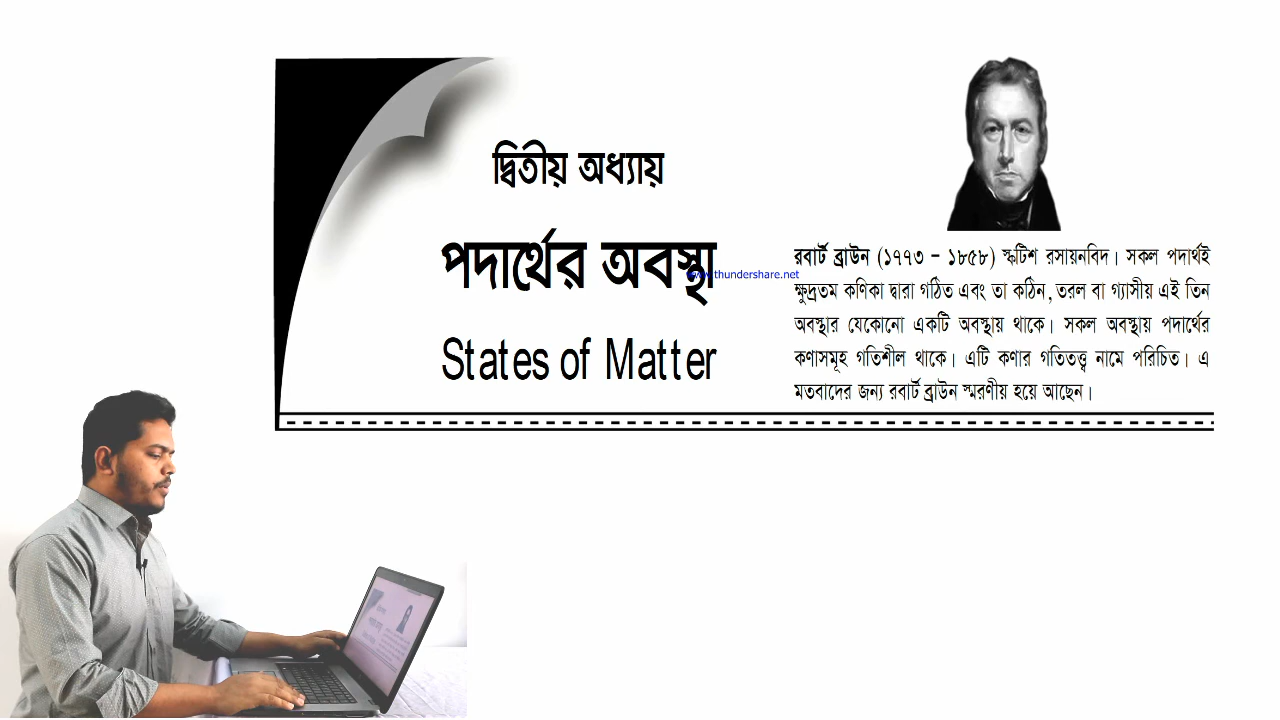 দ্বিতীয় অধ্যায়
পদার্থের অবস্থা
www.thundershare.net
States of Matter
রবার্ট ব্রাউন (১৭৭৩ - ১৮৫৮) স্কটিশ রসায়নবিদ। সকল পদার্থই
ক্ষুদ্রতম কণিকা দ্বারা গঠিত এবং তা কঠিন, তরল বা গ্যাসীয় এই তিন
অবস্থার যেকোনো একটি অবস্থায় থাকে। সকল অবস্থায় পদার্থের
কণাসমূহ গতিশীল থাকে। এটি কণার গতিতত্ত্ব নামে পরিচিত। এ
মতবাদের জন্য রবার্ট ব্রাউন স্মরণীয় হয়ে আছেন।